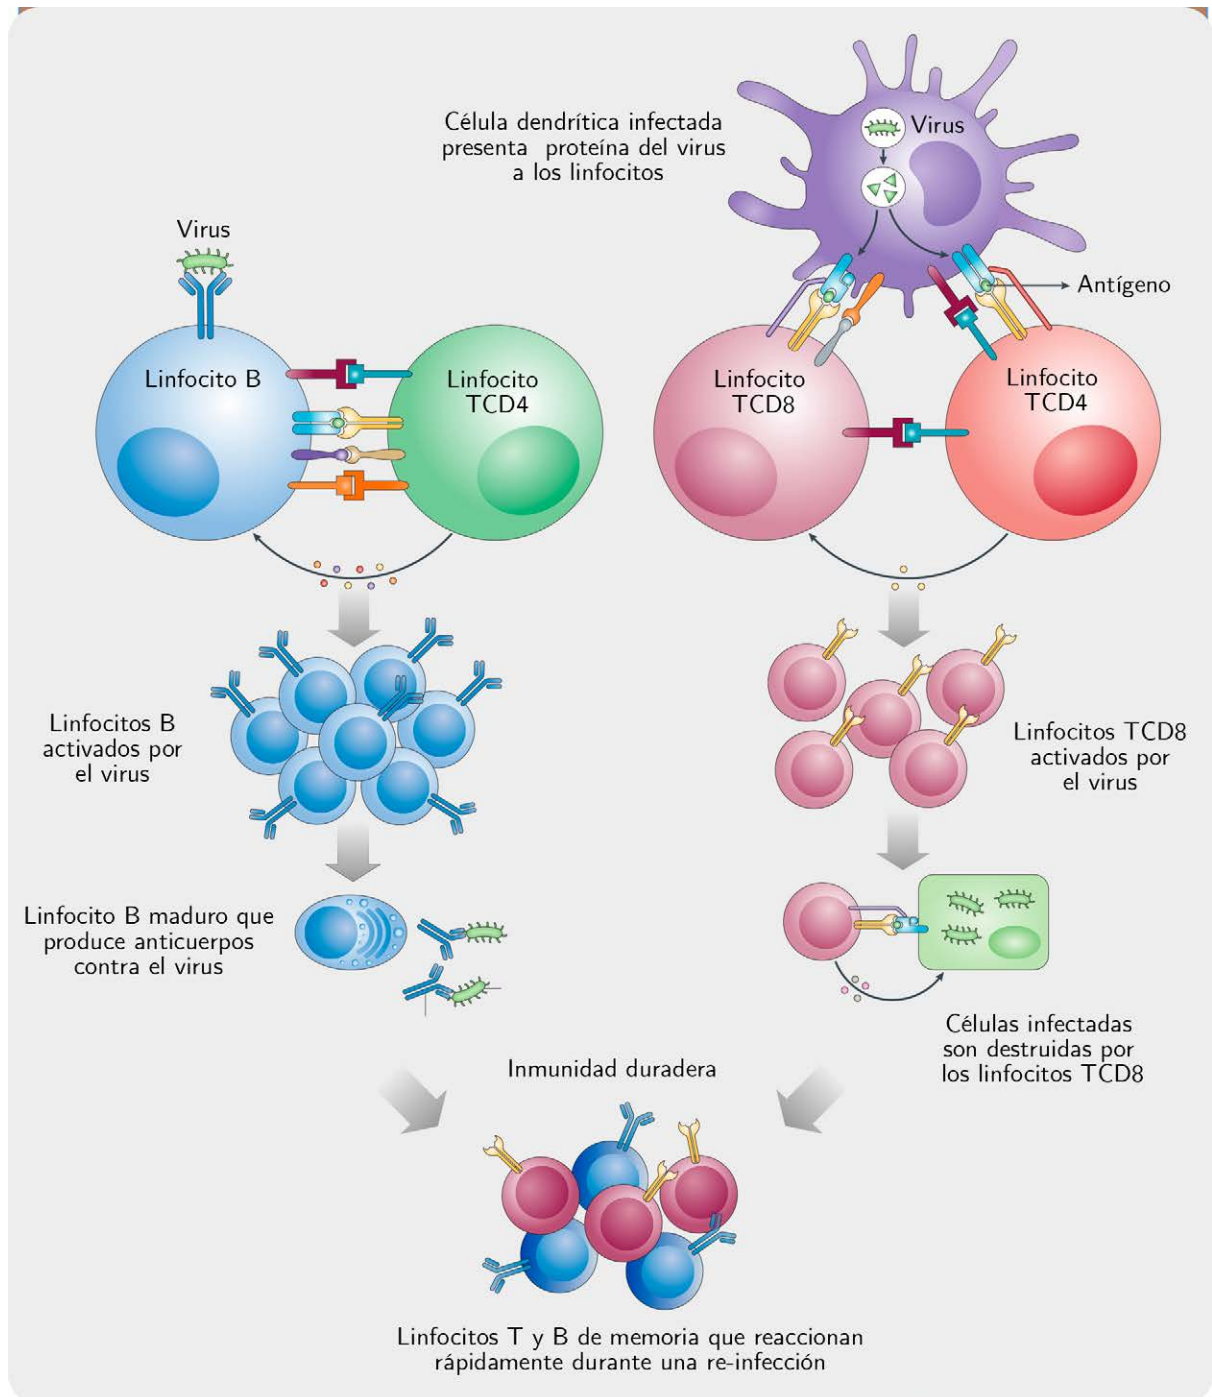 Célula dendrítica infectada
presenta proteína del virus
a los linfocitos
Virus
Antígeno
Virus
Linfocito B
Linfocito
TCD4
Linfocito
TCD8
Linfocito
TCD4
Linfocitos B
activados por
el virus
Linfocitos TCD8
activados por
el virus
Linfocito B maduro que
produce anticuerpos
contra el virus
Células infectadas
son destruidas por
los linfocitos TCD8
Inmunidad duradera
Linfocitos T y B de memoria que reaccionan
rápidamente durante una re-infección